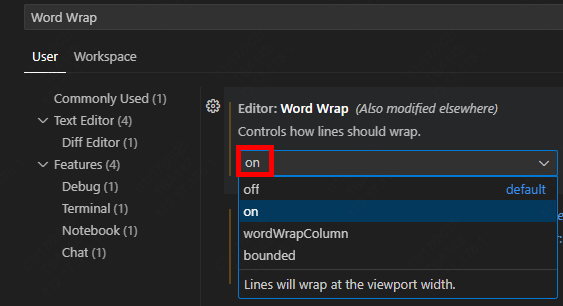 Word Wrap
User
Workspace
Commonly Used (1)
Text Editor (4)
Diff Editor (1)
Features (4)
Debug (1)
Terminal (1)
Notebook (1)
Chat (1)
Editor: Word Wrap (Also modified elsewhere)
Controls how lines should wrap.
on
off default
on
wordWrapColumn
bounded
Lines will wrap at the viewport width.